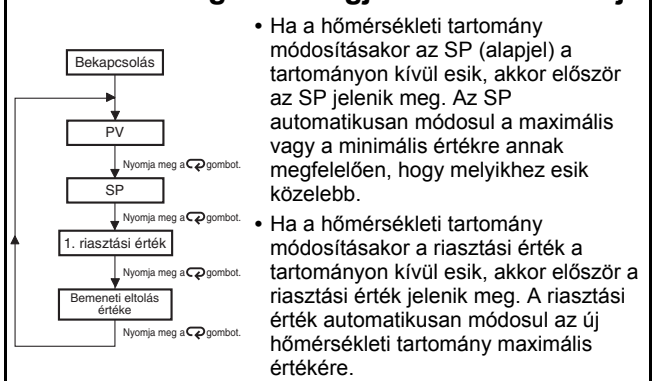 Bekapcsolás
PV
Nyomja meg a gombot.
SP
Nyomja meg a gombot.
1. riasztási érték
Nyomja meg a gombot.
Bemeneti eltolás
értéke
Nyomja meg a gombot.
• Ha a hőmérsékleti tartomány
módosításakor az SP (alapjel) a
tartományon kívül esik, akkor először
az SP jelenik meg. Az SP
automatikusan módosul a maximális
vagy a minimális értékre annak
megfelelően, hogy melyikhez esik
közelebb.
• Ha a hőmérsékleti tartomány
módosításakor a riasztási érték a
tartományon kívül esik, akkor először a
riasztási érték jelenik meg. A riasztási
érték automatikusan módosul az új
hőmérsékleti tartomány maximális
értékére.